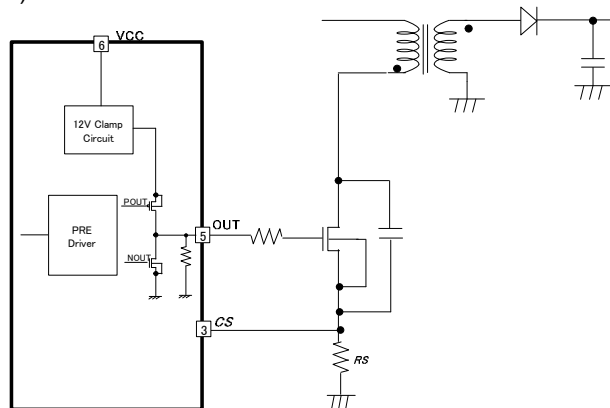 )
VCC
6
12V Clamp
Circuit
POUT
PRE
Driver
OUT
5
NOUT
CS
3
RS